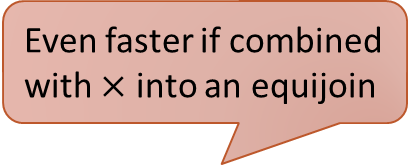 Even faster if combined
with × into an equijoin